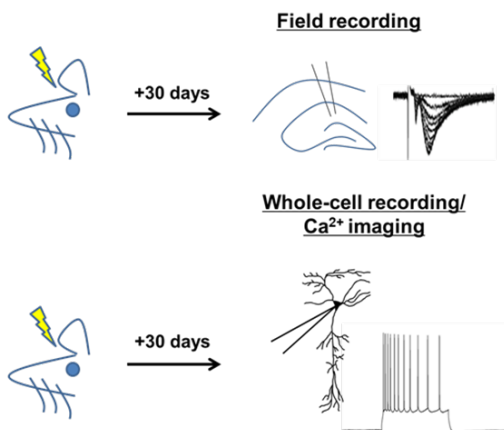 Field recording
+30 days
Whole-cell recording/
Ca²⁺ imaging
+30 days